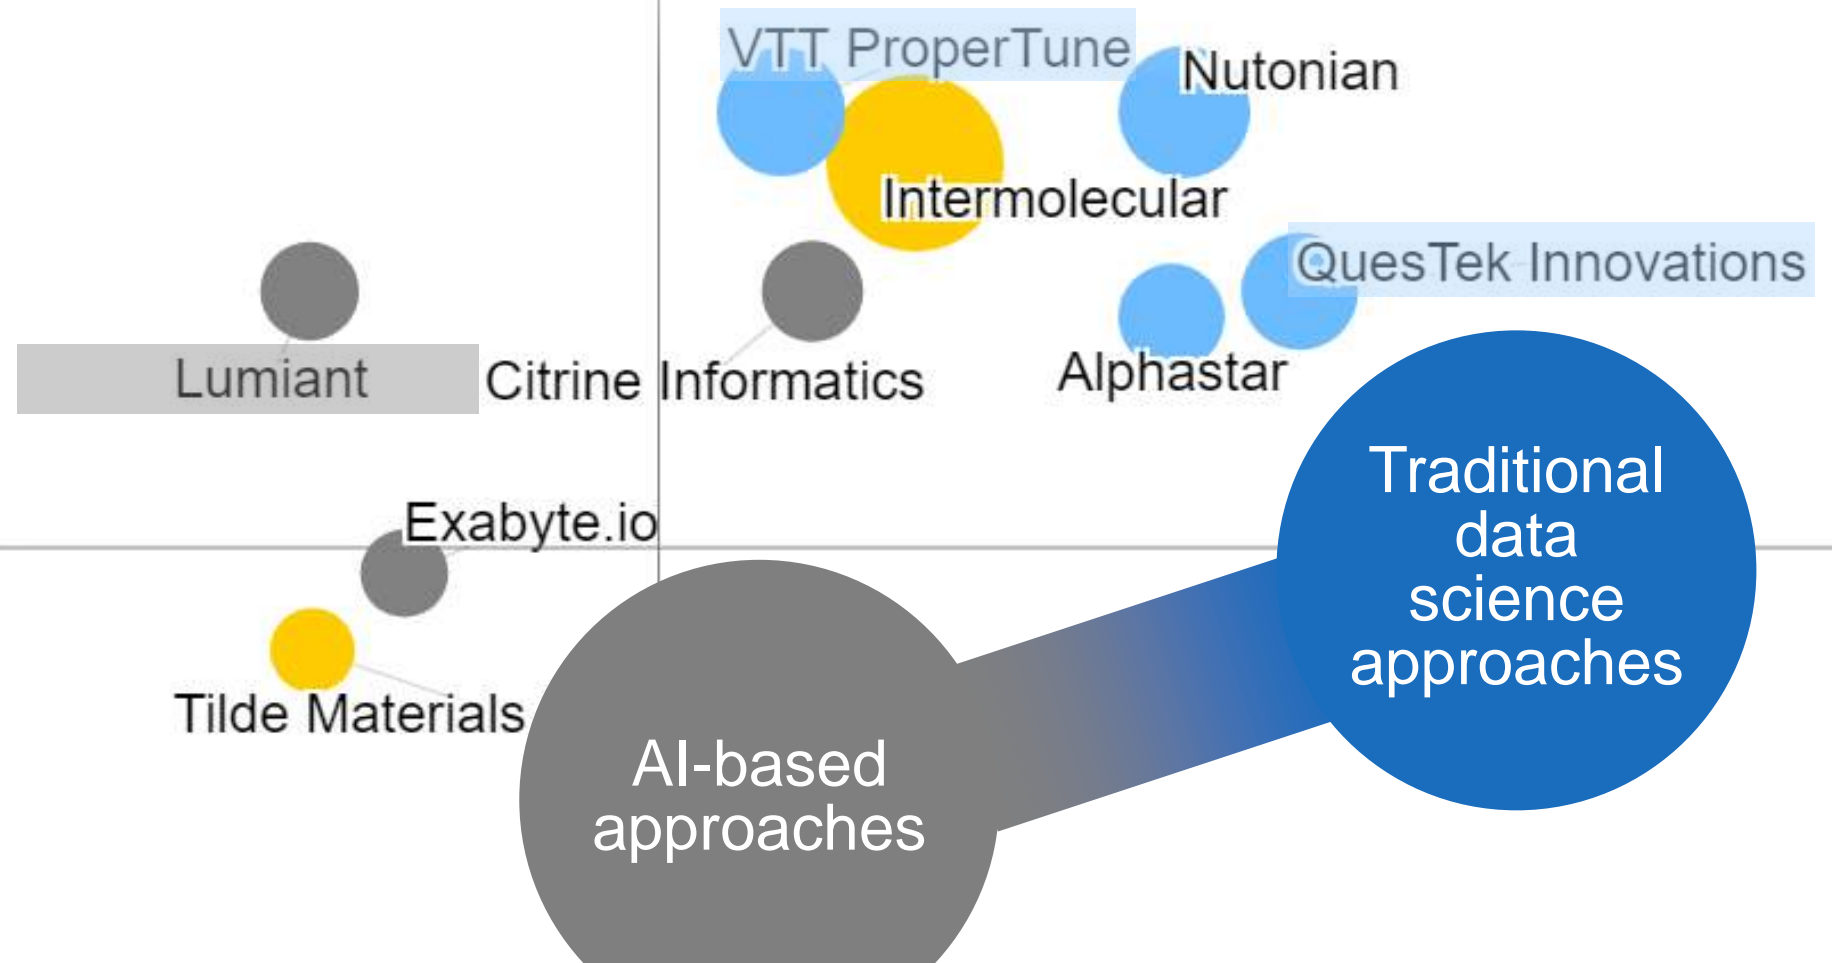 VTT ProperTune
Nutonian
Intermolecular
QuesTek Innovations
Lumiant
Citrine Informatics
Alphastar
Exabyte.io
Tilde Materials
Traditional
data
science
approaches
AI-based
approaches